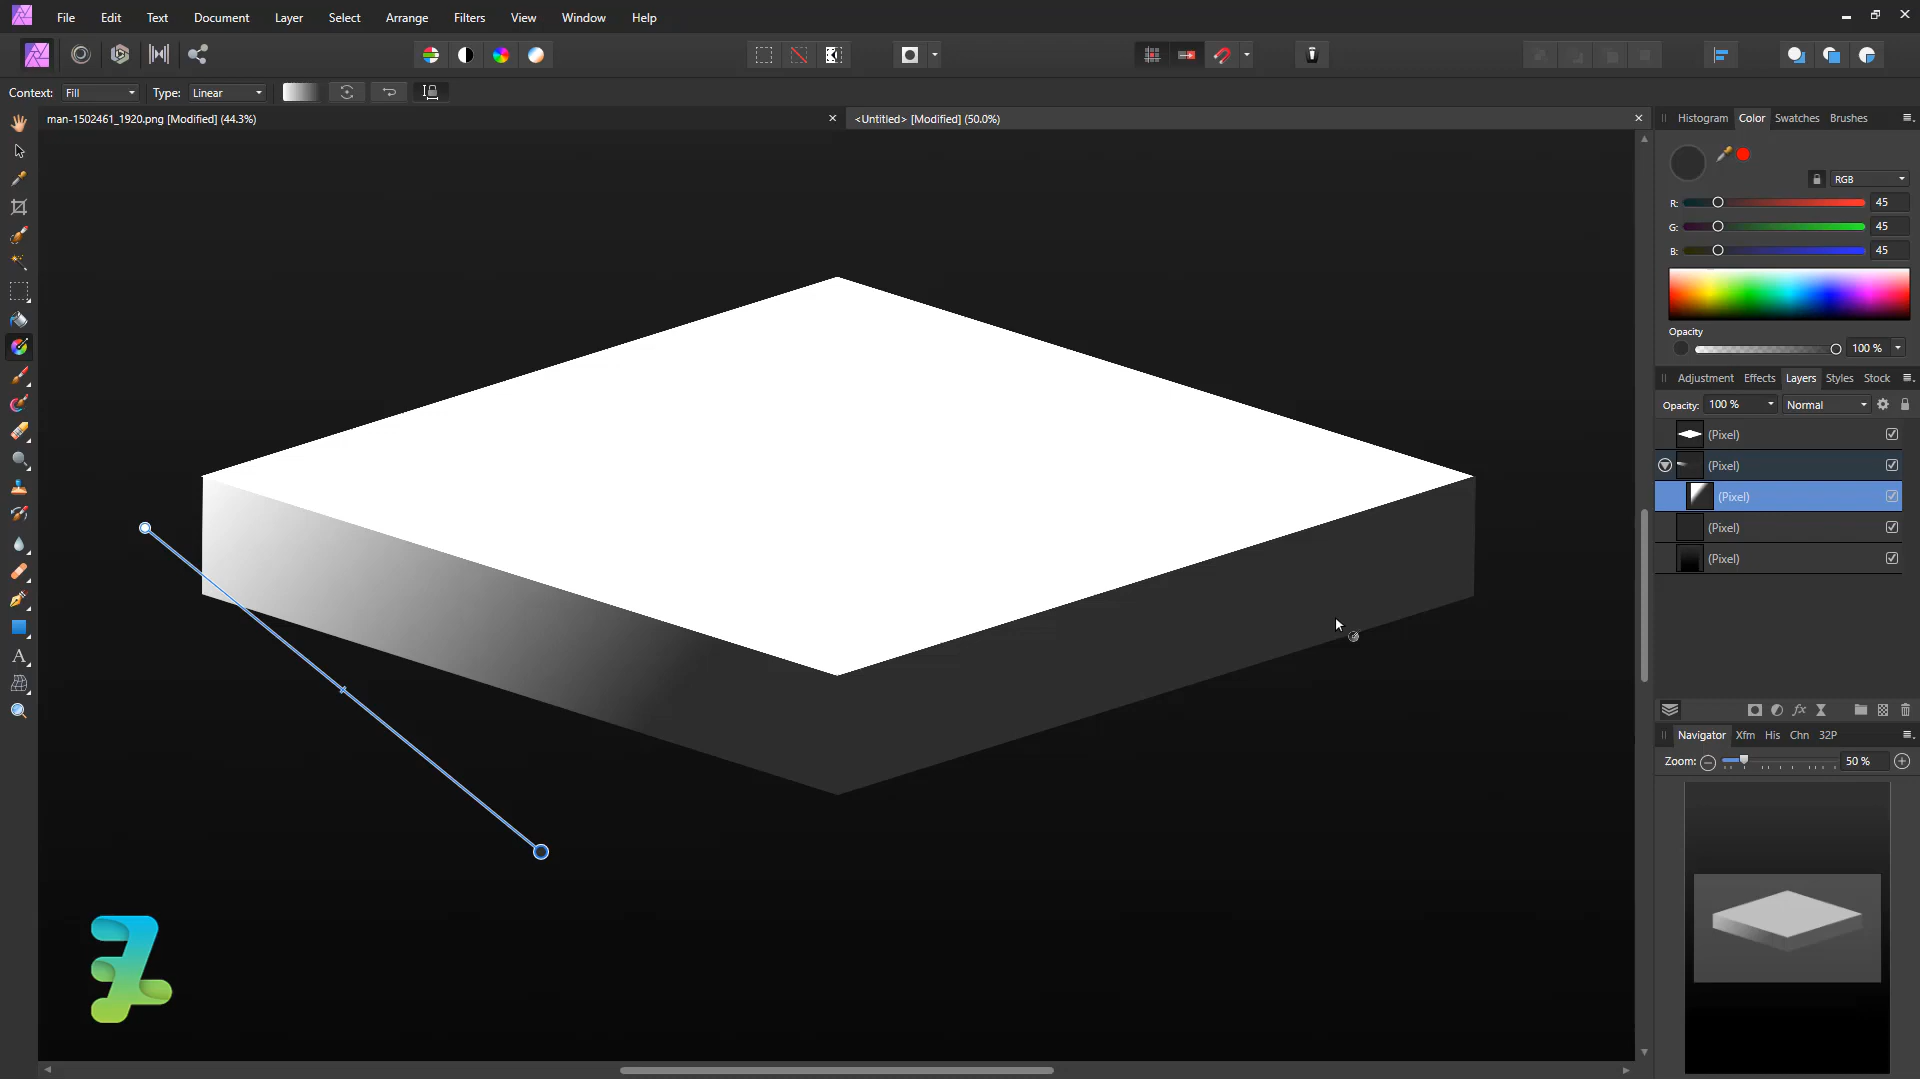 File Edit Text Document Layer Select Arrange Filters View Window Help
Context: Fill Type: Linear
man-1502461_1920.png [Modified] (44.3%)
<Untitled> [Modified] (50.0%)
Histogram Color Swatches Brushes
RGB
R: 45
G: 45
B: 45
Opacity
100 %
Adjustment Effects Layers Styles Stock
Opacity: 100 % Normal
(Pixel)
(Pixel)
(Pixel)
(Pixel)
(Pixel)
Navigator Xfm His Chn 32P
Zoom: 50 %